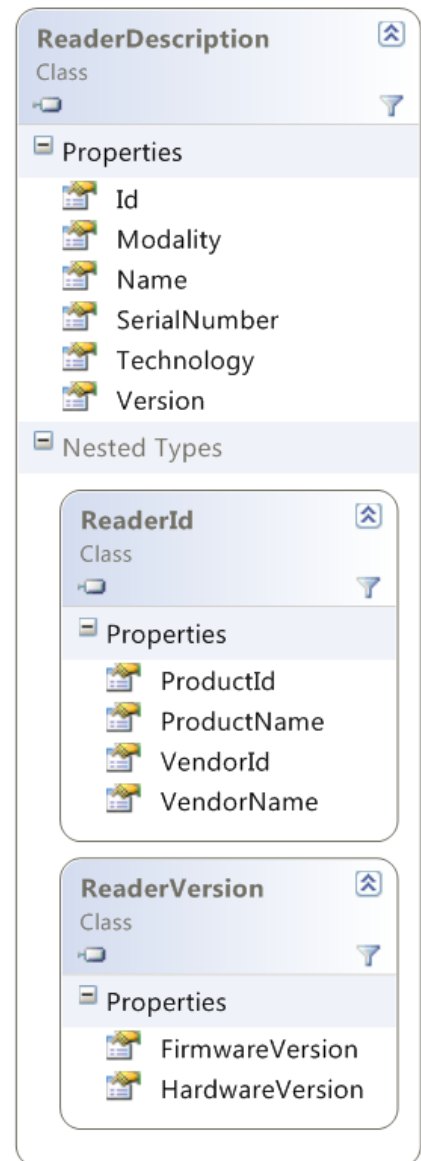 ReaderDescription
Class
Properties
Id
Modality
Name
SerialNumber
Technology
Version
Nested Types
ReaderId
Class
Properties
ProductId
ProductName
VendorId
VendorName
ReaderVersion
Class
Properties
FirmwareVersion
HardwareVersion